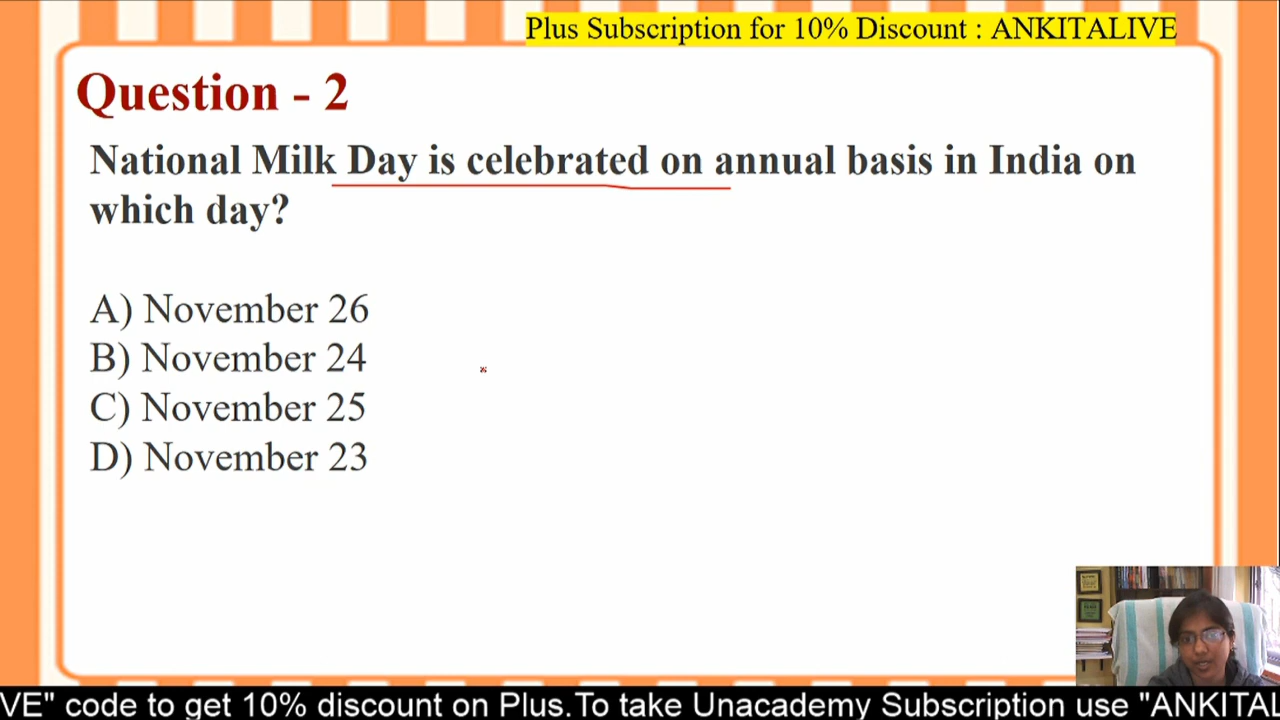 Plus Subscription for 10% Discount : ANKITALIVE
Question - 2
National Milk Day is celebrated on annual basis in India on
which day?
A) November 26
B) November 24
C) November 25
D) November 23
VE" code to get 10% discount on Plus.To take Unacademy Subscription use "ANKITAL